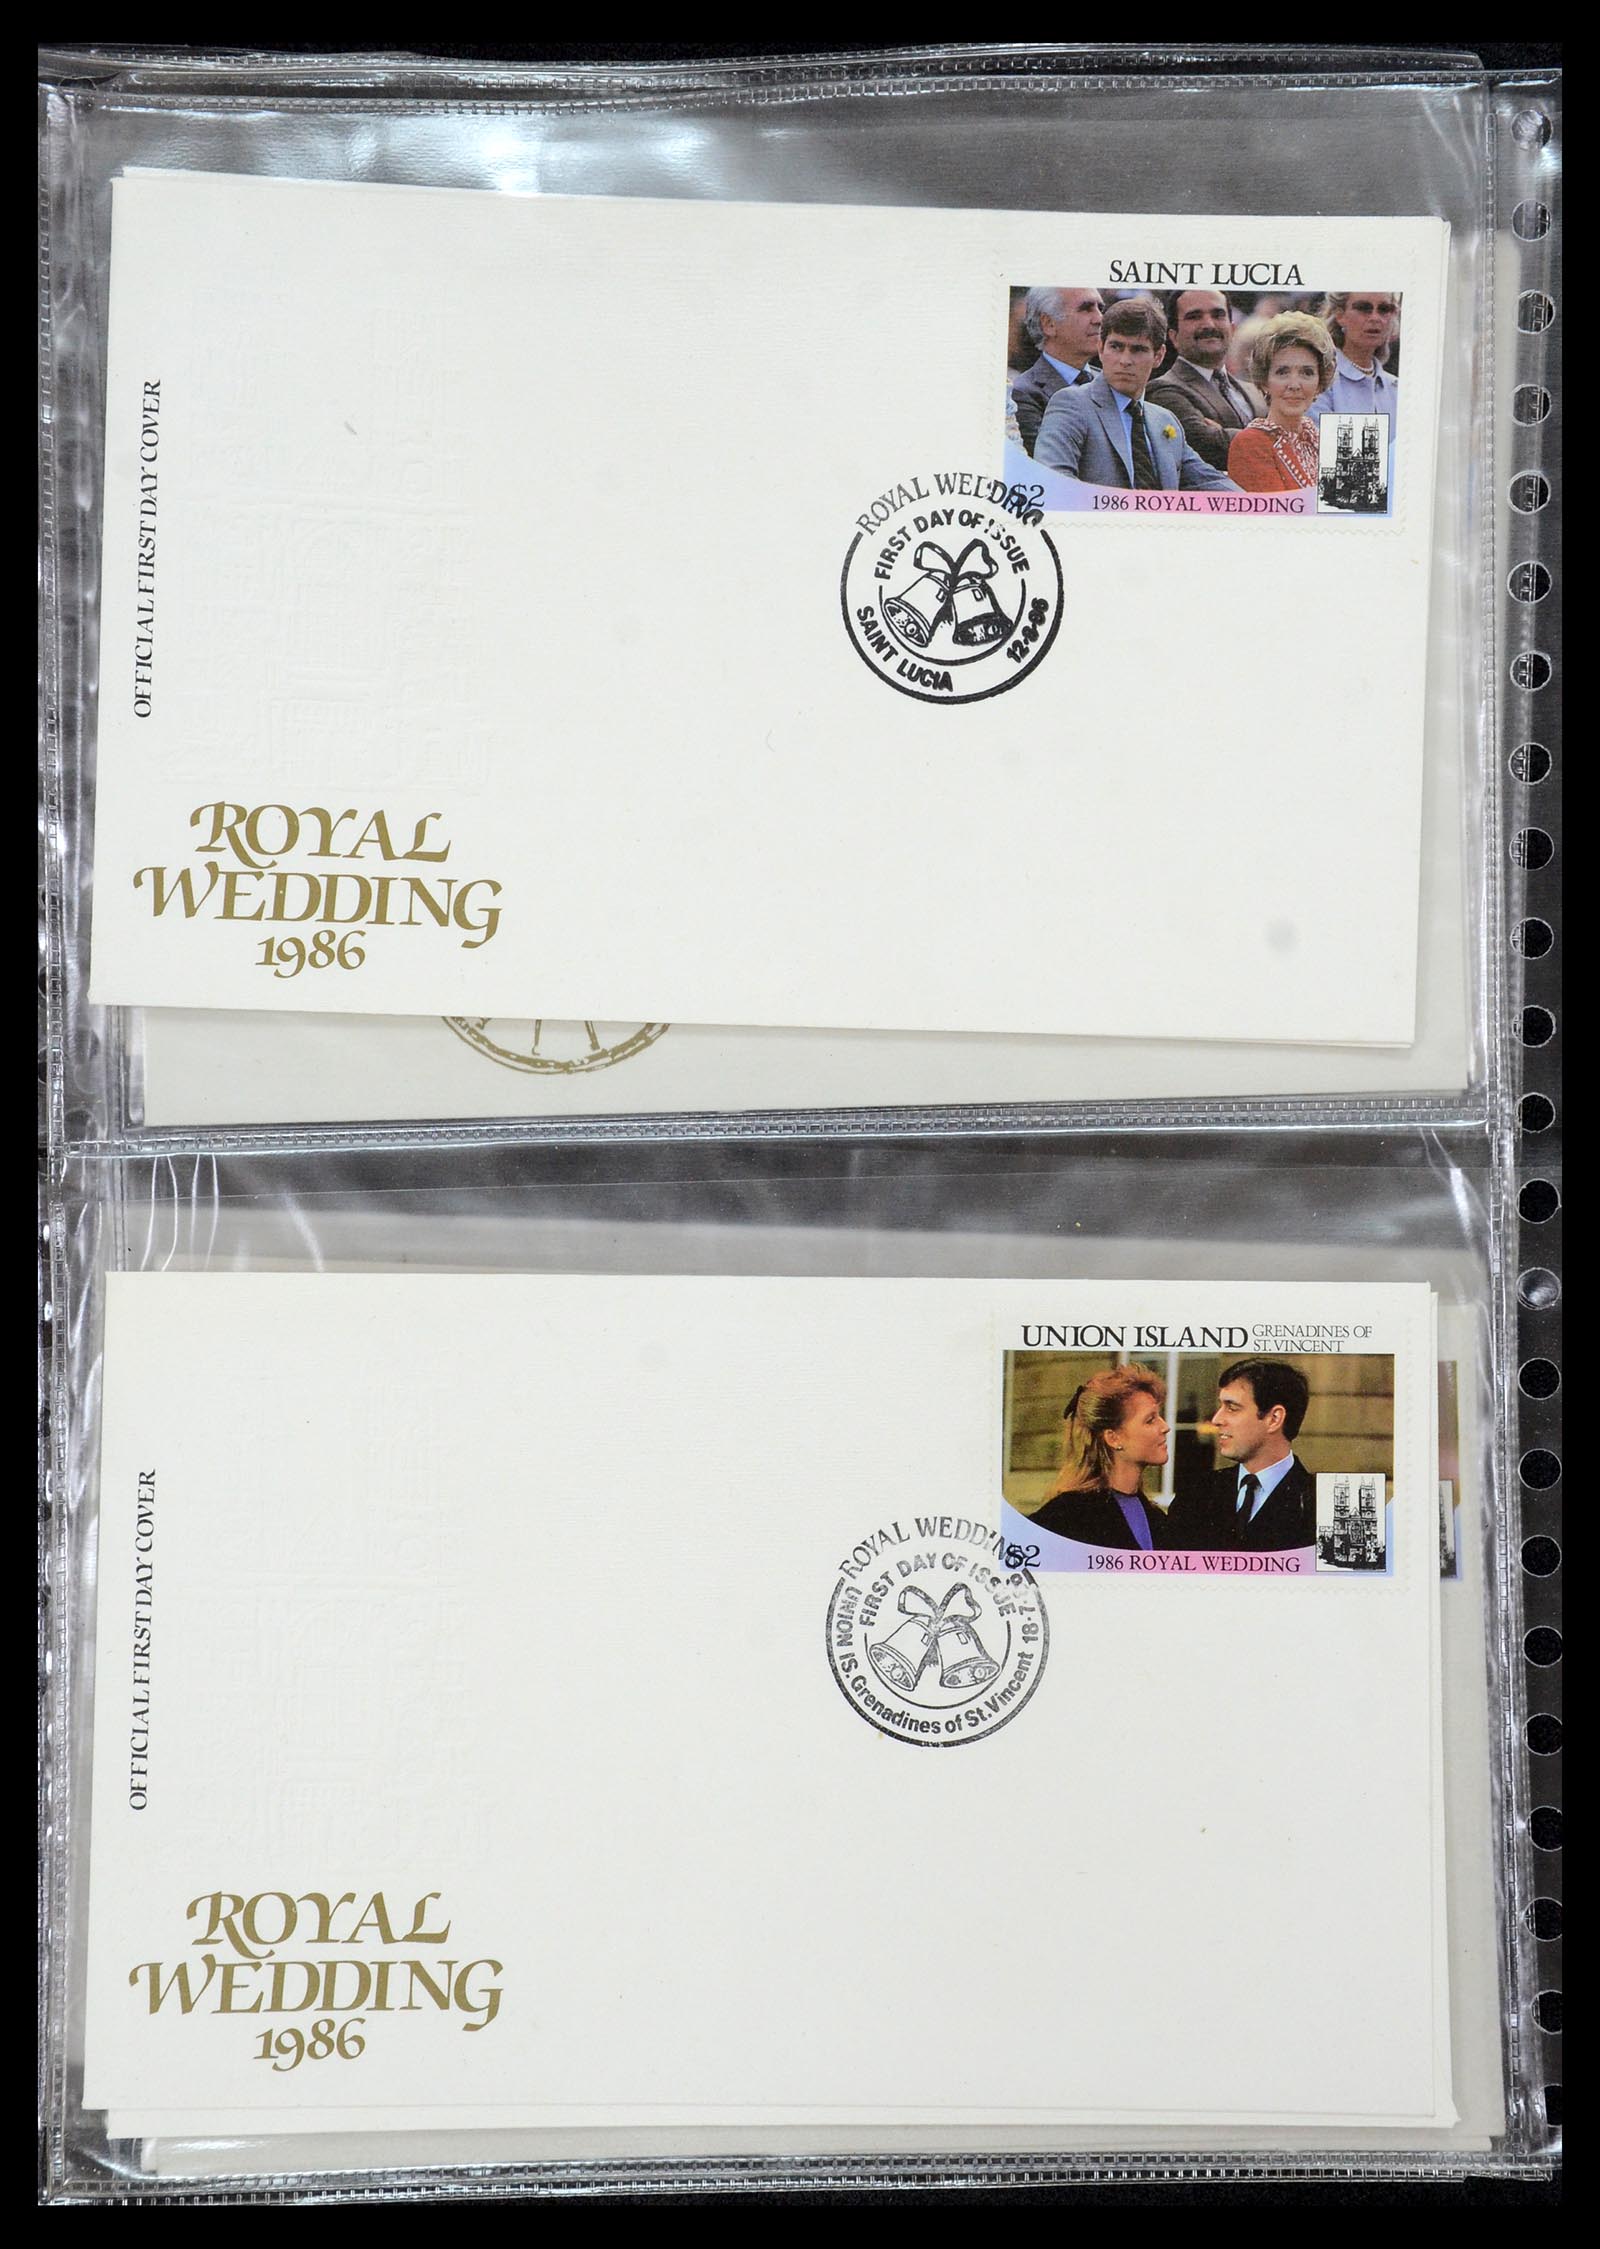 SAINT LUCIA
$2
1986 ROYAL WEDDING
OFFICIAL FIRST DAY COVER
ROYAL WEDDING
FIRST DAY OF ISSUE
SAINT LUCIA
ROYAL
WEDDING
1986
UNION ISLAND GRENADINES OF
ST. VINCENT
$2
1986 ROYAL WEDDING
OFFICIAL FIRST DAY COVER
ROYAL WEDDING
FIRST DAY OF ISSUE
UNION IS. Grenadines of St. Vincent
ROYAL
WEDDING
1986